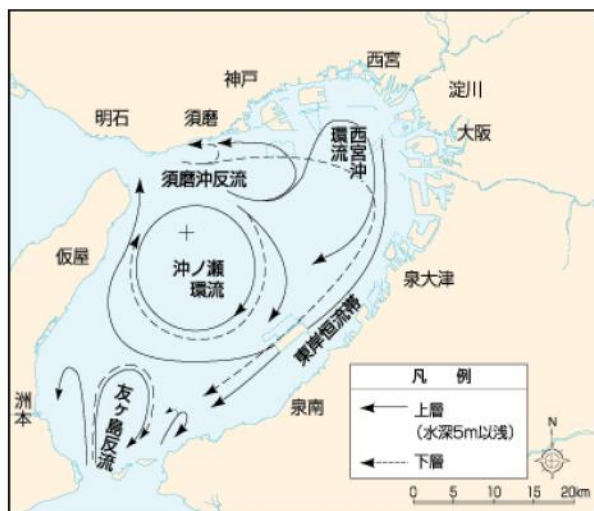 西宮
神戸
淀川
明石
須磨
大阪
西宮沖
環流
須磨沖反流
仮屋
沖ノ瀬
環流
泉大津
東岸恒流帯
友ヶ島反流
洲本
泉南
凡 例
上層
(水深5m以浅)
下層
N
0 5 10 15 20km